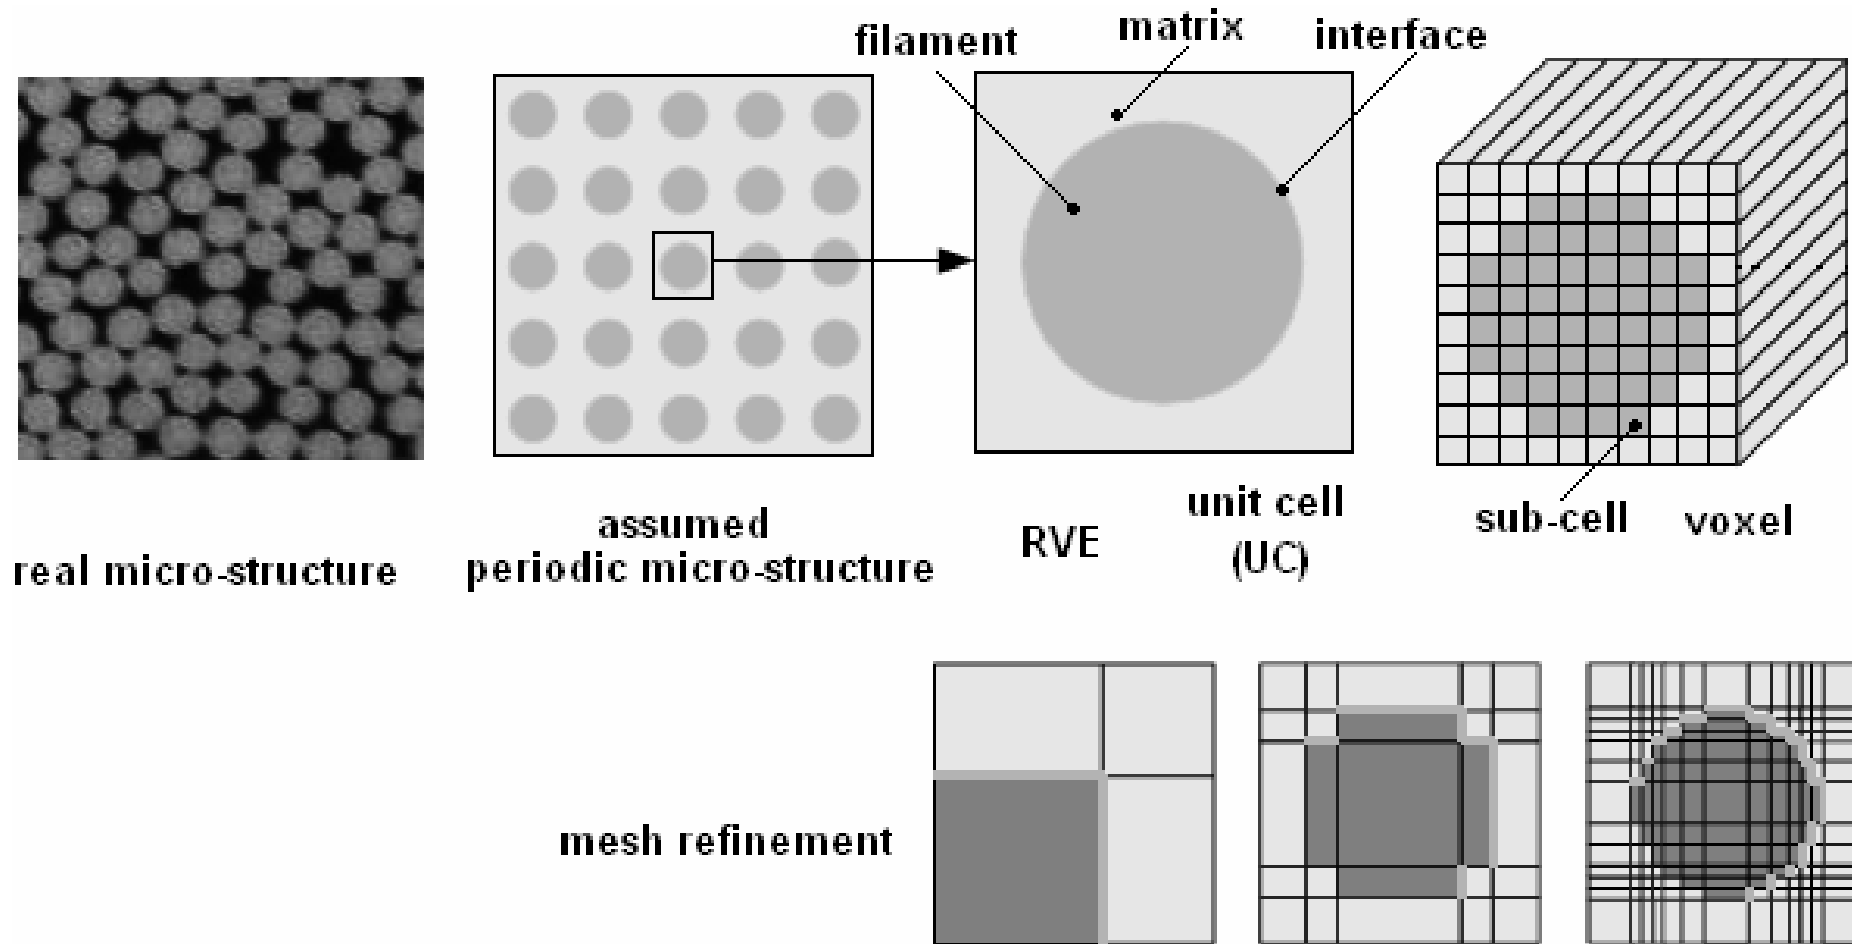 filament
matrix
interface
real micro-structure
assumed
periodic micro-structure
RVE
unit cell
(UC)
sub-cell
voxel
mesh refinement